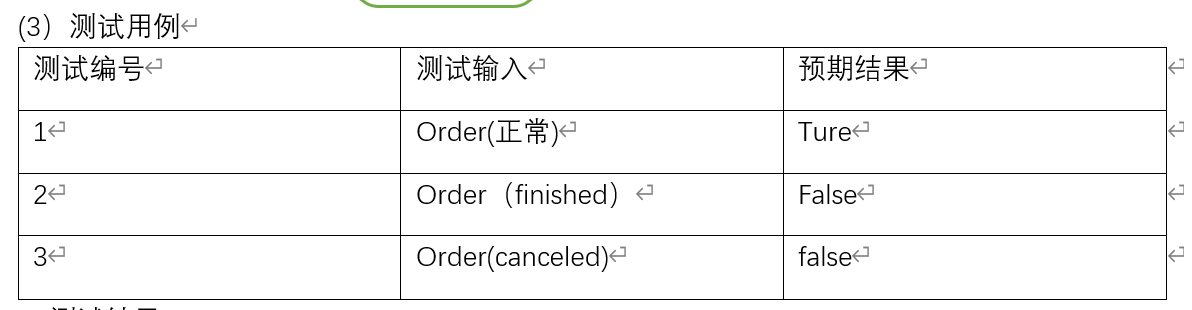 (3）测试用例
测试编号 测试输入 预期结果
1 Order(正常) Ture
2 Order（finished） False
3 Order(canceled) false